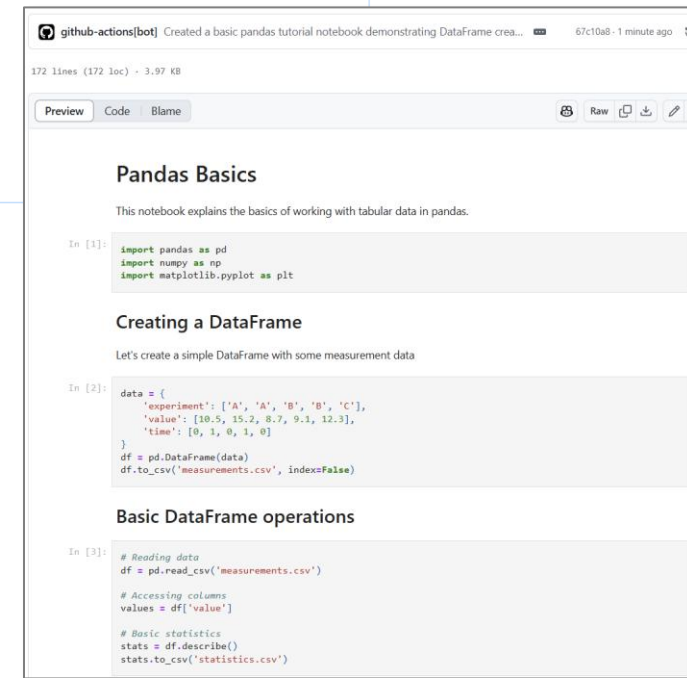 github-actions[bot] Created a basic pandas tutorial notebook demonstrating DataFrame crea... 67c10a8 · 1 minute ago
172 lines (172 loc) · 3.97 KB
Preview Code Blame Raw
Pandas Basics
This notebook explains the basics of working with tabular data in pandas.
In [1]: import pandas as pd
import numpy as np
import matplotlib.pyplot as plt
Creating a DataFrame
Let's create a simple DataFrame with some measurement data
In [2]: data = {
'experiment': ['A', 'A', 'B', 'B', 'C'],
'value': [10.5, 15.2, 8.7, 9.1, 12.3],
'time': [0, 1, 0, 1, 0]
}
df = pd.DataFrame(data)
df.to_csv('measurements.csv', index=False)
Basic DataFrame operations
In [3]: # Reading data
df = pd.read_csv('measurements.csv')
# Accessing columns
values = df['value']
# Basic statistics
stats = df.describe()
stats.to_csv('statistics.csv')